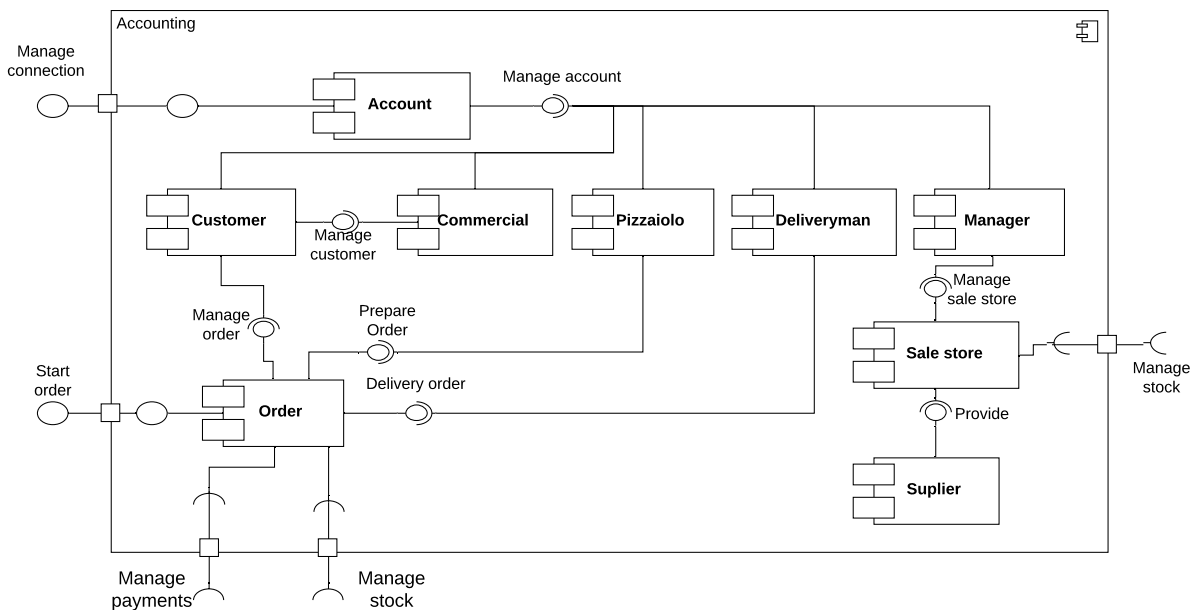 Accounting
Manage
connection
Manage account
Account
Customer
Commercial
Pizzaiolo
Deliveryman
Manager
Manage
customer
Manage
sale store
Manage
order
Prepare
Order
Sale store
Manage
stock
Start
order
Delivery order
Order
Provide
Suplier
Manage
payments
Manage
stock